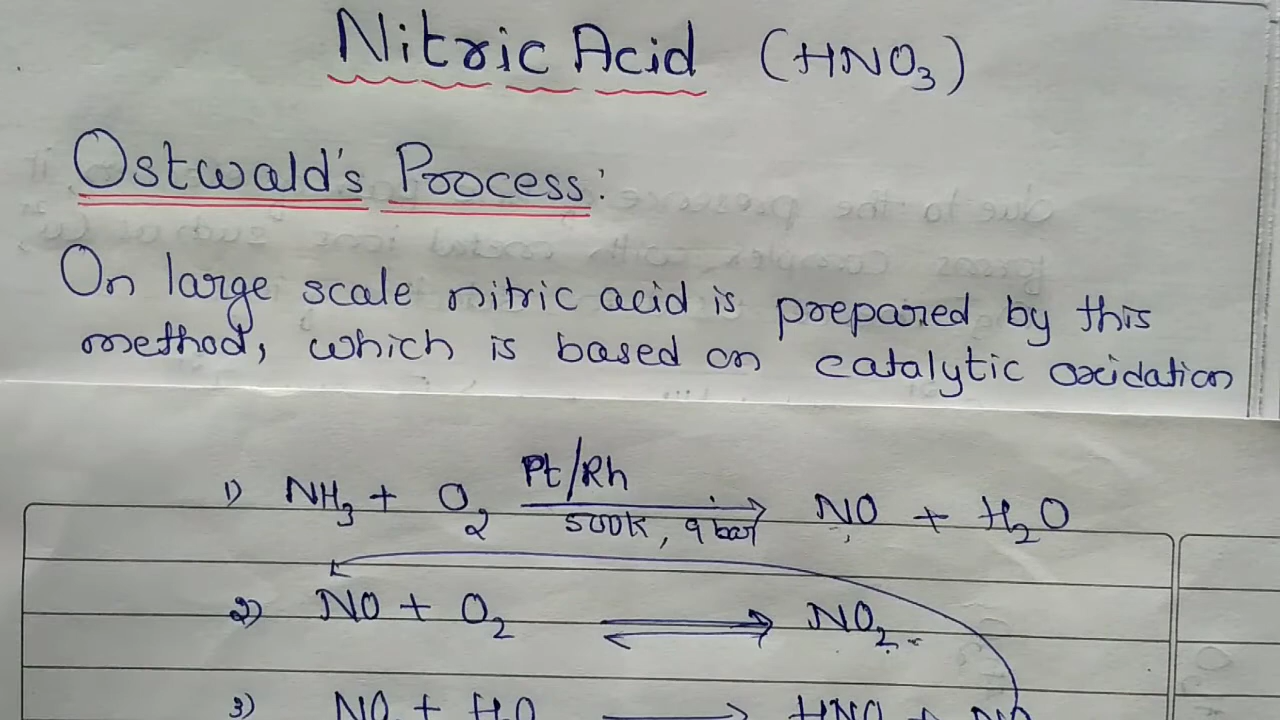 Nitric Acid (HNO₃)
Ostwald's Process:
On large scale nitric acid is prepared by this
method, which is based on catalytic oxidation
1) NH₃ + O₂ Pt/Rh 500K, 9 bar → NO + H₂O
2) NO + O₂ ⇌ NO₂
3) NO + H₂O → HNO + NO